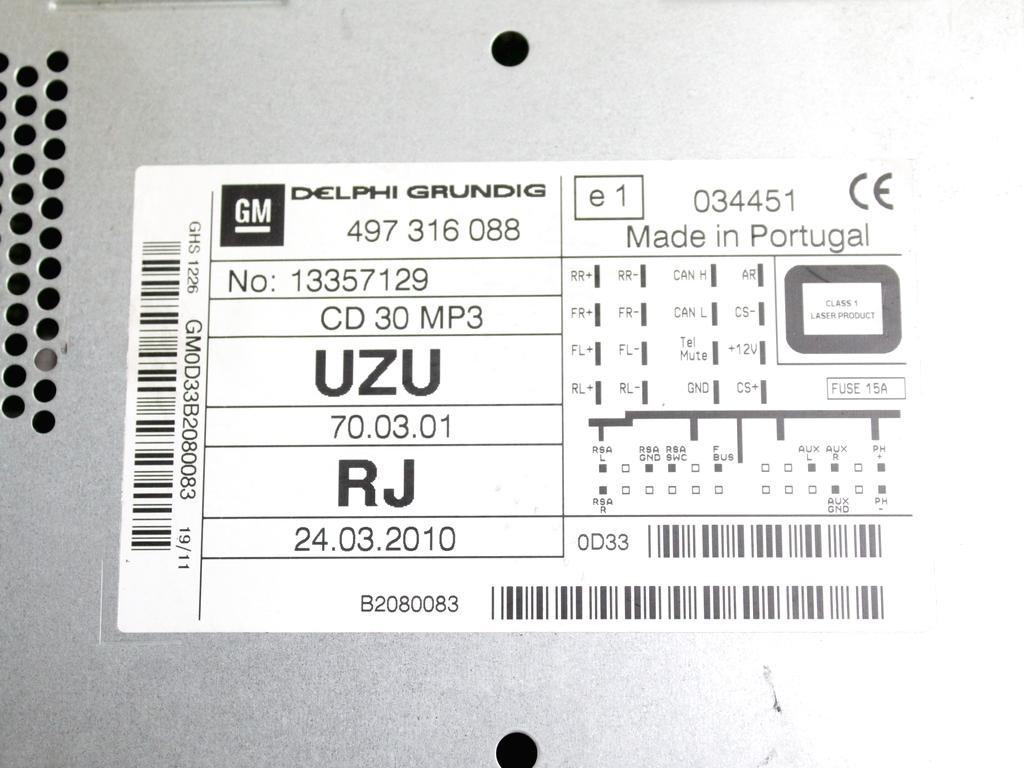 GHS 1226 GM0D33B2080083 19/11
GM DELPHI GRUNDIG
497 316 088
No: 13357129
CD 30 MP3
UZU
70.03.01
RJ
24.03.2010
e1 034451 CE
Made in Portugal
RR+ RR- CAN H AR
FR+ FR- CAN L CS-
FL+ FL- Tel Mute +12V
RL+ RL- GND CS+
CLASS 1
LASER PRODUCT
FUSE 15A
RSA L RSA GND RSA SWC F BUS AUX L AUX R PH +
RSA R AUX GND PH -
0D33
B2080083